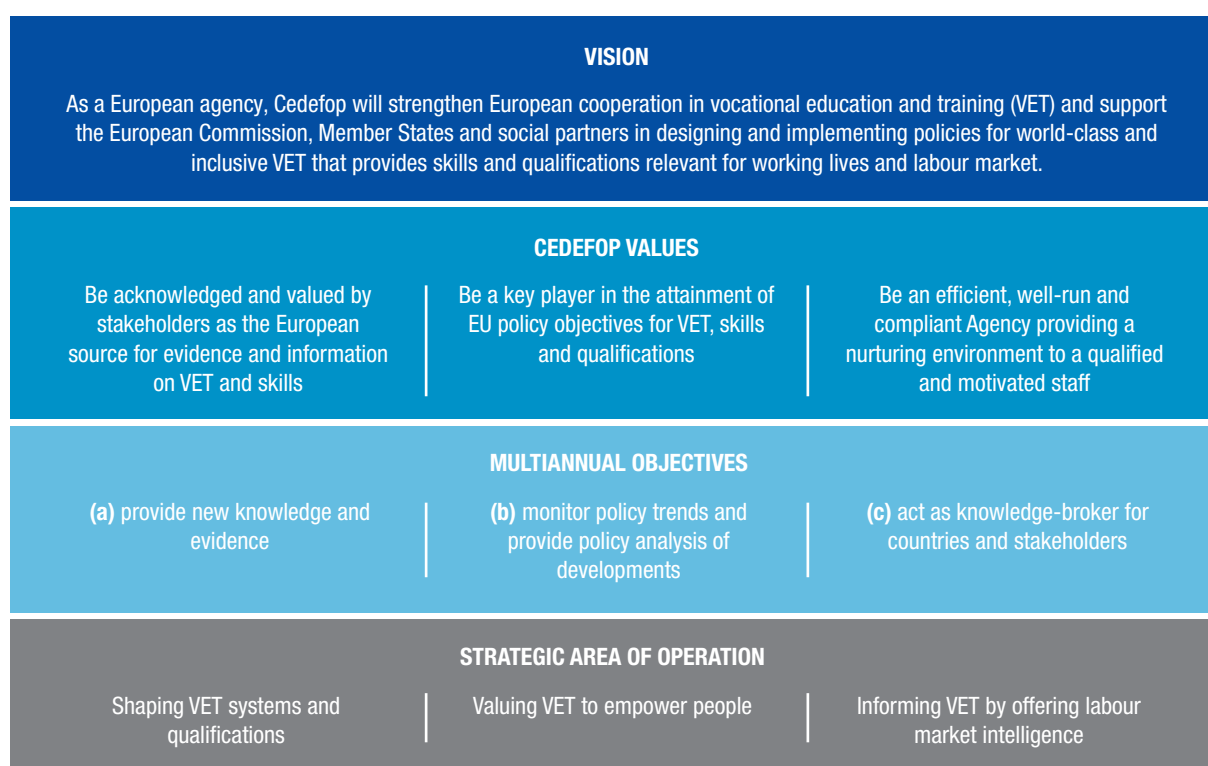 VISION
As a European agency, Cedefop will strengthen European cooperation in vocational education and training (VET) and support
the European Commission, Member States and social partners in designing and implementing policies for world-class and
inclusive VET that provides skills and qualifications relevant for working lives and labour market.
CEDEFOP VALUES
Be acknowledged and valued by
stakeholders as the European
source for evidence and information
on VET and skills
Be a key player in the attainment of
EU policy objectives for VET, skills
and qualifications
Be an efficient, well-run and
compliant Agency providing a
nurturing environment to a qualified
and motivated staff
MULTIANNUAL OBJECTIVES
(a) provide new knowledge and
evidence
(b) monitor policy trends and
provide policy analysis of
developments
(c) act as knowledge-broker for
countries and stakeholders
STRATEGIC AREA OF OPERATION
Shaping VET systems and
qualifications
Valuing VET to empower people
Informing VET by offering labour
market intelligence